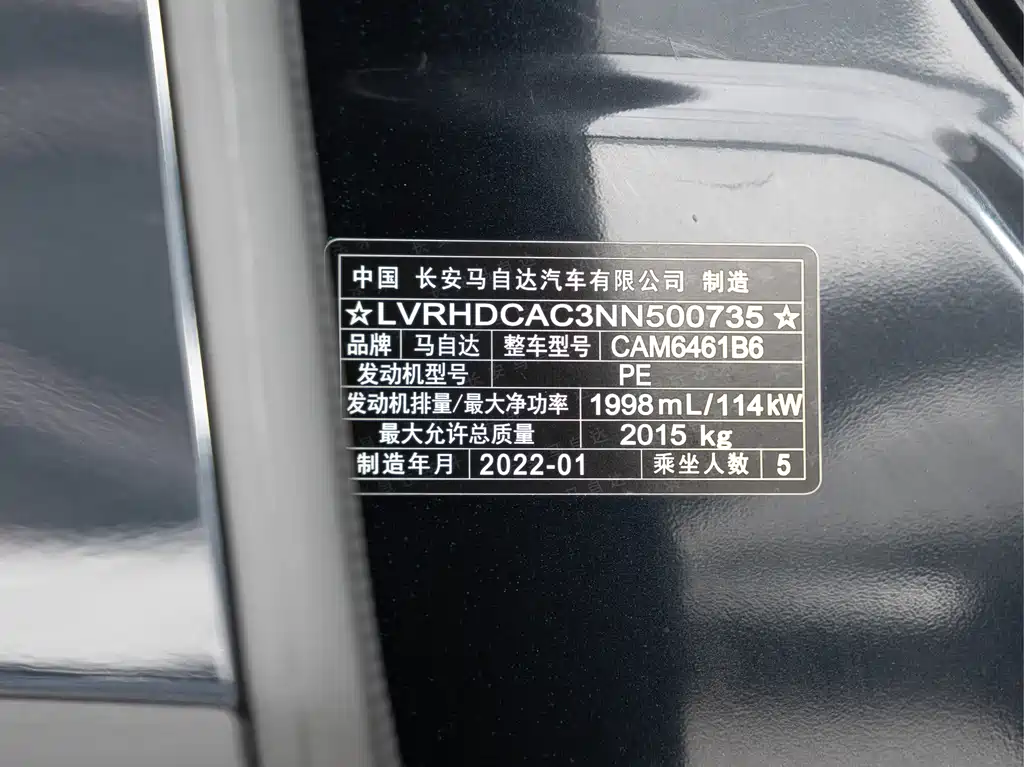 中国 长安马自达汽车有限公司 制造
☆LVRHDCAC3NN500735☆
品牌 马自达 整车型号 CAM6461B6
发动机型号 PE
发动机排量/最大净功率 1998mL/114kW
最大允许总质量 2015 kg
制造年月 2022-01 乘坐人数 5